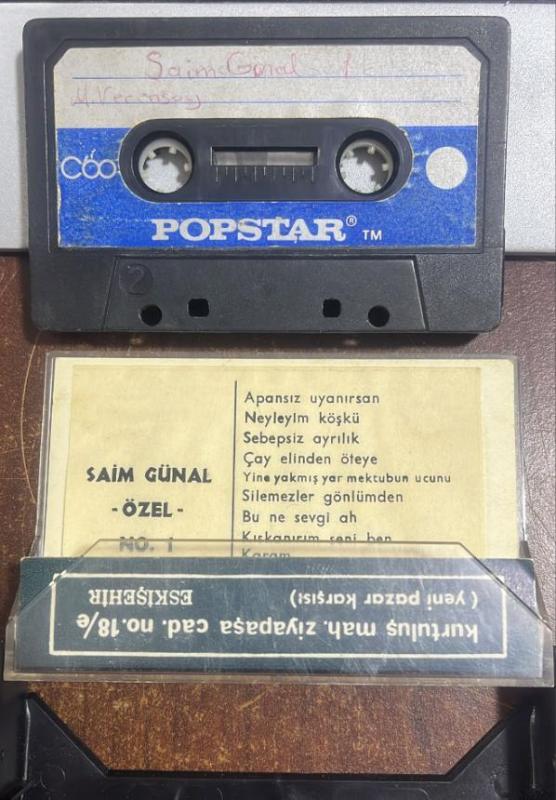 Saim Günal 1
C60
POPSTAR® TM
2
SAİM GÜNAL
-ÖZEL-
NO. 1
Apansız uyanırsan
Neyleyim köşkü
Sebepsiz ayrılık
Çay elinden öteye
Yine yakmış yar mektubun ucunu
Silemezler gönlümden
Bu ne sevgi ah
Kıskanırım seni ben
Karam
kurtuluş mah. ziyapaşa cad. no.18/e
( yeni pazar karşısı) ESKİŞEHİR